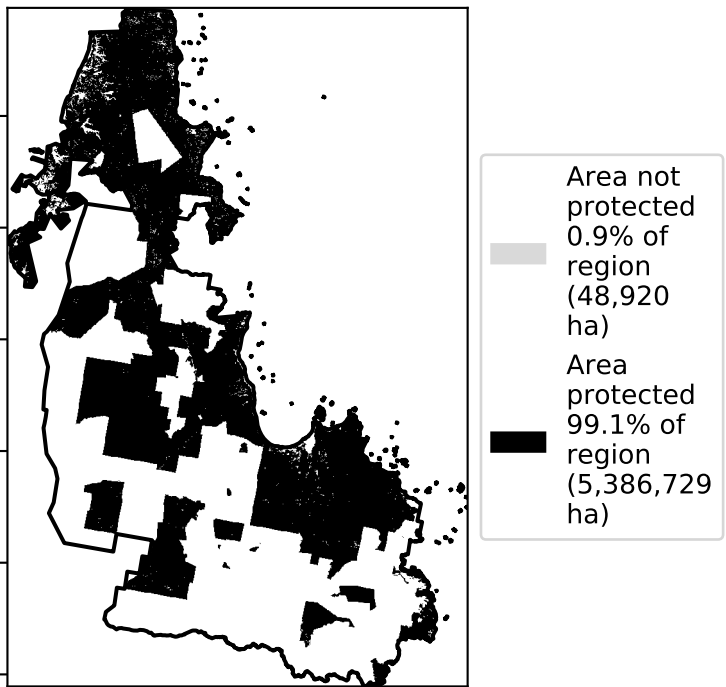 Area not
protected
0.9% of
region
(48,920
ha)
Area
protected
99.1% of
region
(5,386,729
ha)